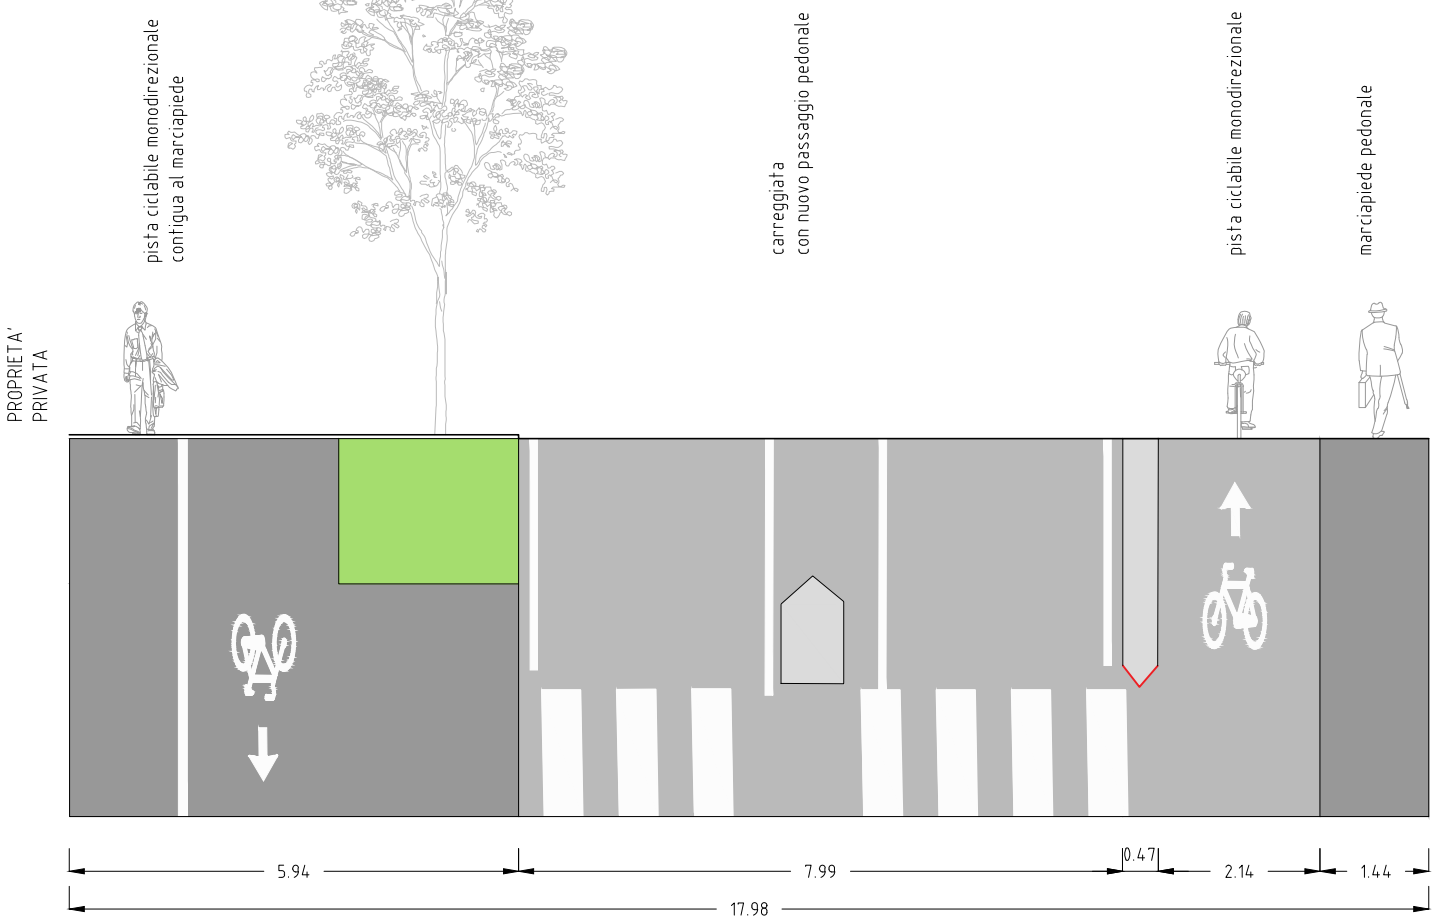 pista ciclabile monodirezionale
contigua al marciapiede
carreggiata
con nuovo passaggio pedonale
pista ciclabile monodirezionale
marciapiede pedonale
PROPRIETA'
PRIVATA
5.94
7.99
0.47
2.14
1.44
17.98